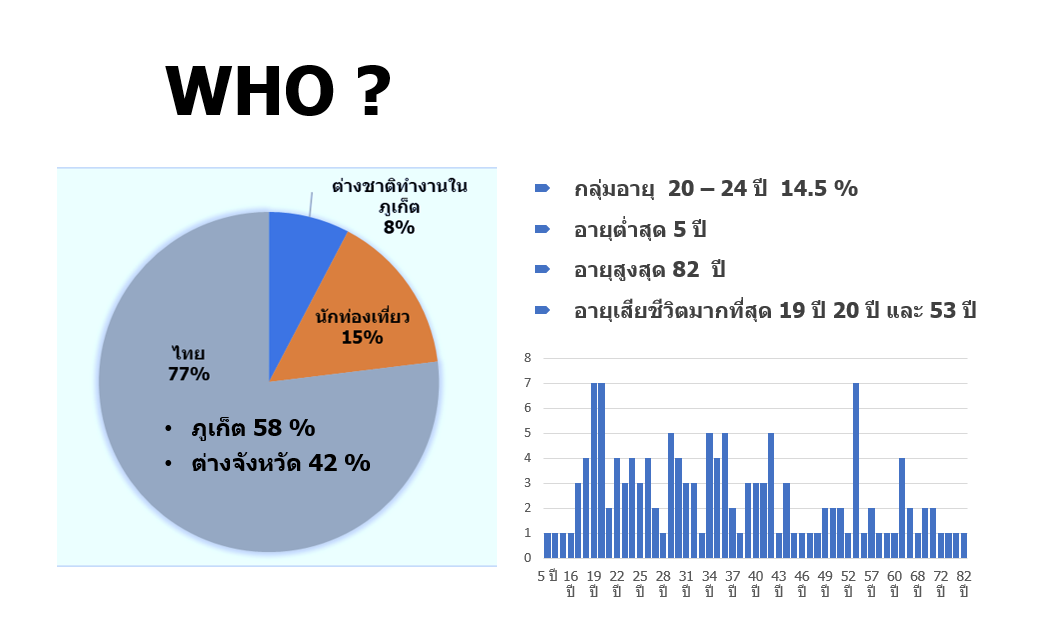 WHO ?
ต่างชาติทำงานใน
ภูเก็ต
8%
นักท่องเที่ยว
15%
ไทย
77%
• ภูเก็ต 58 %
• ต่างจังหวัด 42 %
กลุ่มอายุ 20 – 24 ปี 14.5 %
อายุต่ำสุด 5 ปี
อายุสูงสุด 82 ปี
อายุเสียชีวิตมากที่สุด 19 ปี 20 ปี และ 53 ปี
8
7
6
5
4
3
2
1
0
5 ปี 16 19 22 25 28 31 34 37 40 43 46 49 52 57 60 68 72 82
ปี ปี ปี ปี ปี ปี ปี ปี ปี ปี ปี ปี ปี ปี ปี ปี ปี ปี